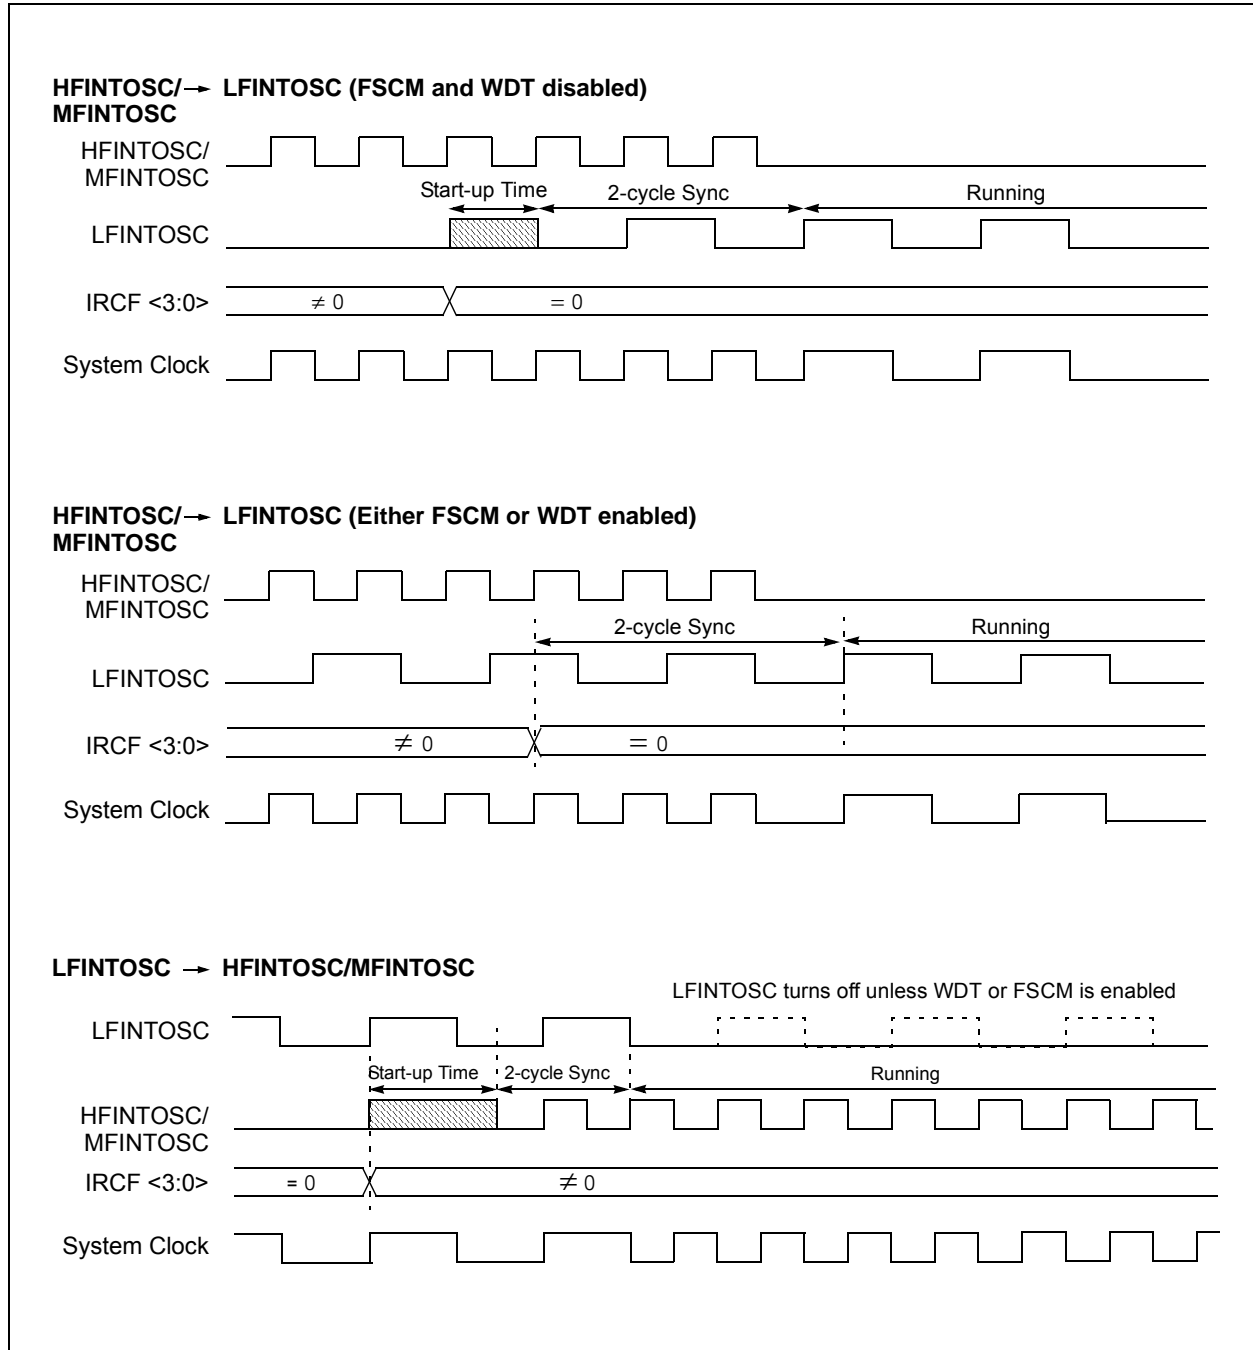 HFINTOSC/→ LFINTOSC (FSCM and WDT disabled)
MFINTOSC
HFINTOSC/
MFINTOSC
Start-up Time 2-cycle Sync Running
LFINTOSC
IRCF <3:0> ≠ 0 = 0
System Clock
HFINTOSC/→ LFINTOSC (Either FSCM or WDT enabled)
MFINTOSC
HFINTOSC/
MFINTOSC
2-cycle Sync Running
LFINTOSC
IRCF <3:0> ≠ 0 = 0
System Clock
LFINTOSC → HFINTOSC/MFINTOSC
LFINTOSC turns off unless WDT or FSCM is enabled
LFINTOSC
Start-up Time 2-cycle Sync Running
HFINTOSC/
MFINTOSC
IRCF <3:0> = 0 ≠ 0
System Clock